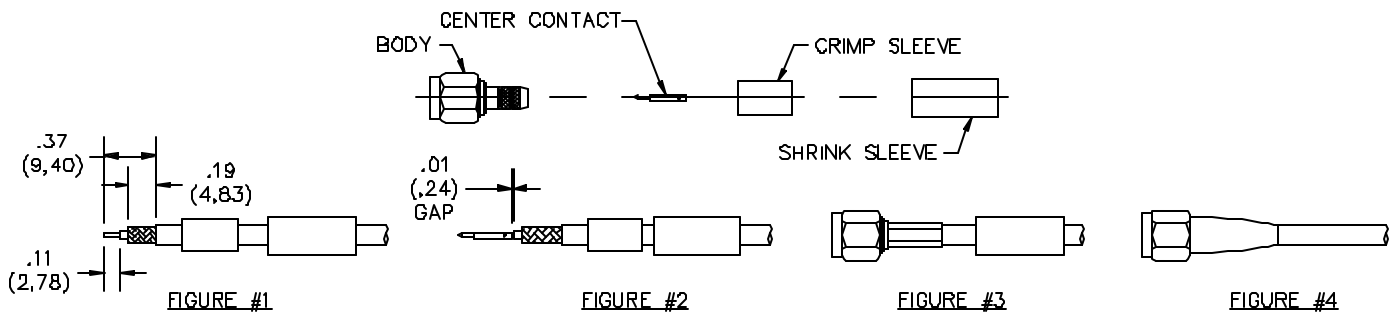 CENTER CONTACT
BODY
CRIMP SLEEVE
SHRINK SLEEVE
.37
(9,40)
.19
(4,83)
.11
(2,78)
.01
(,24)
GAP
FIGURE #1
FIGURE #2
FIGURE #3
FIGURE #4